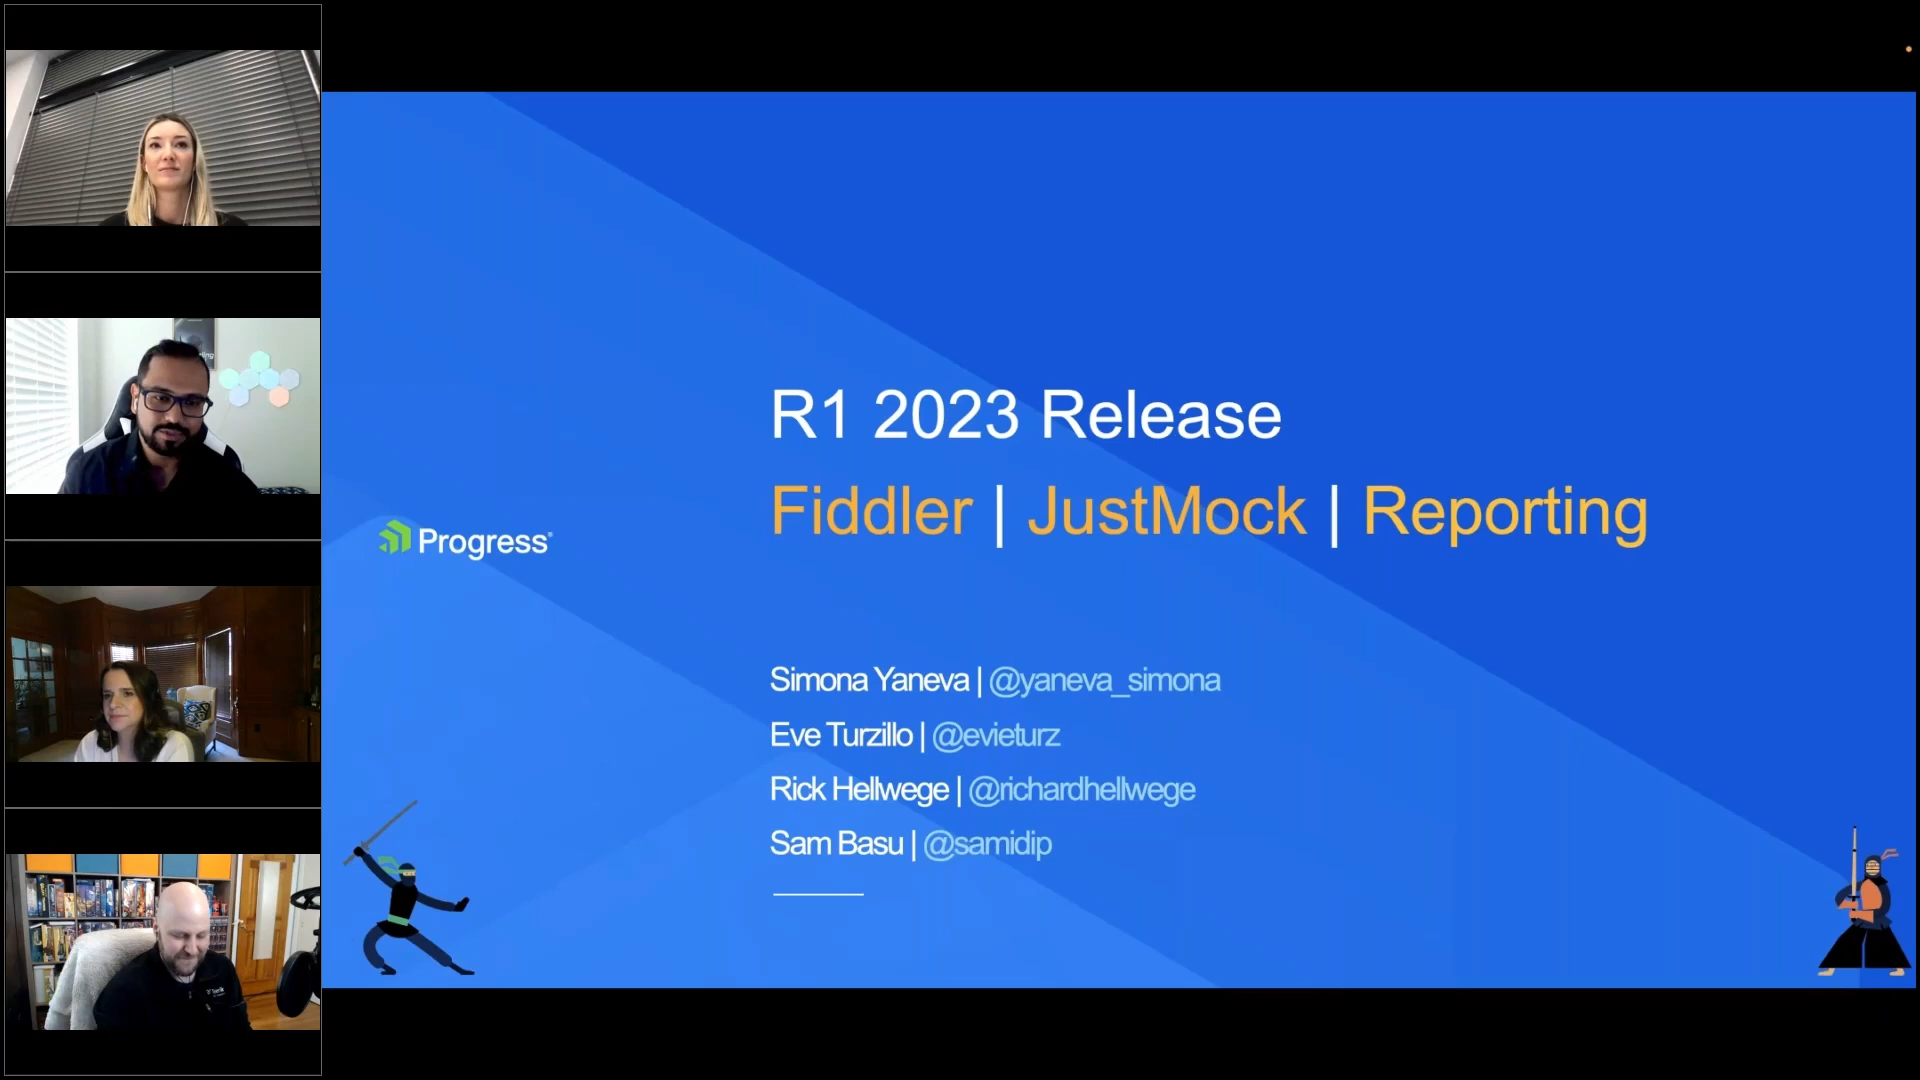 R1 2023 Release
Fiddler | JustMock | Reporting
Progress®
Simona Yaneva | @yaneva_simona
Eve Turzillo | @evieturz
Rick Hellwege | @richardhellwege
Sam Basu | @samidip